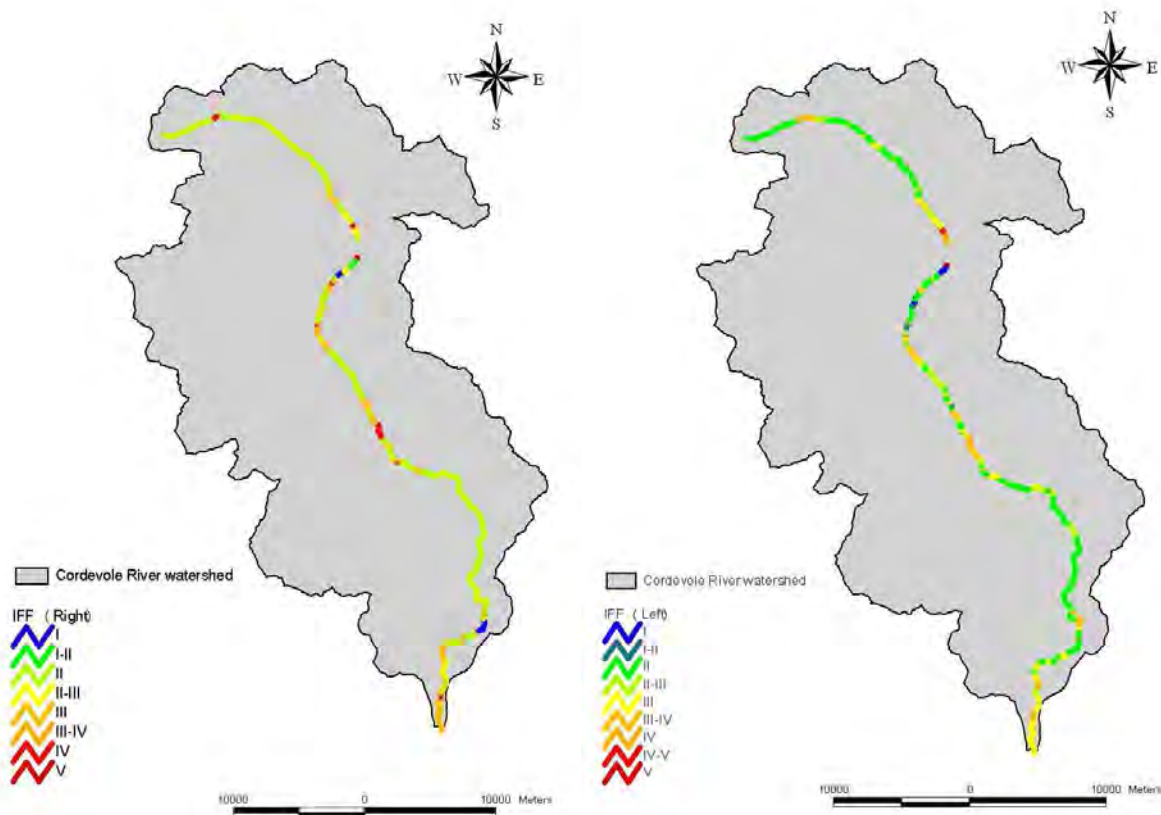 N
W E
S
Cordevole River watershed
IFF ( Right)
I
I-II
II
II-III
III
III-IV
IV
V
10000 0 10000 Meters
N
W E
S
Cordevole River watershed
IFF ( Left)
I
I-II
II
II-III
III
III-IV
IV
IV-V
V
10000 0 10000 Meters